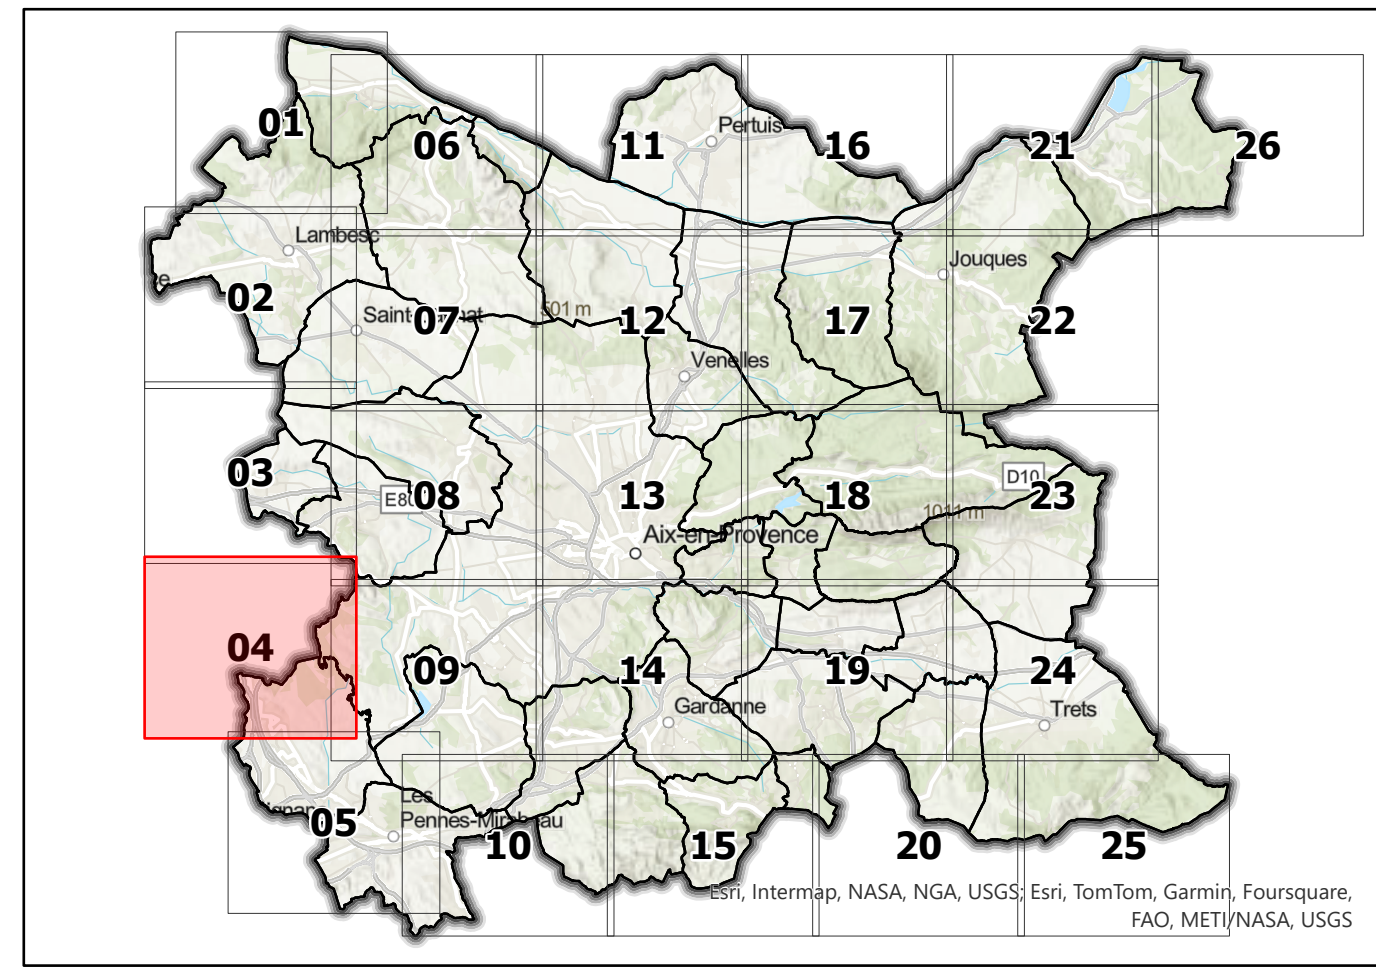 01
06
11
Pertuis
16
21
26
Lambesc
Jouques
02
07
501 m
12
17
22
Venelles
03
08
13
18
D10
23
1011 m
Aix-en-Provence
04
09
14
19
24
Gardanne
Trets
05
Les
Pennes-Mirabeau
10
15
20
25
Esri, Intermap, NASA, NGA, USGS; Esri, TomTom, Garmin, Foursquare,
FAO, METI/NASA, USGS